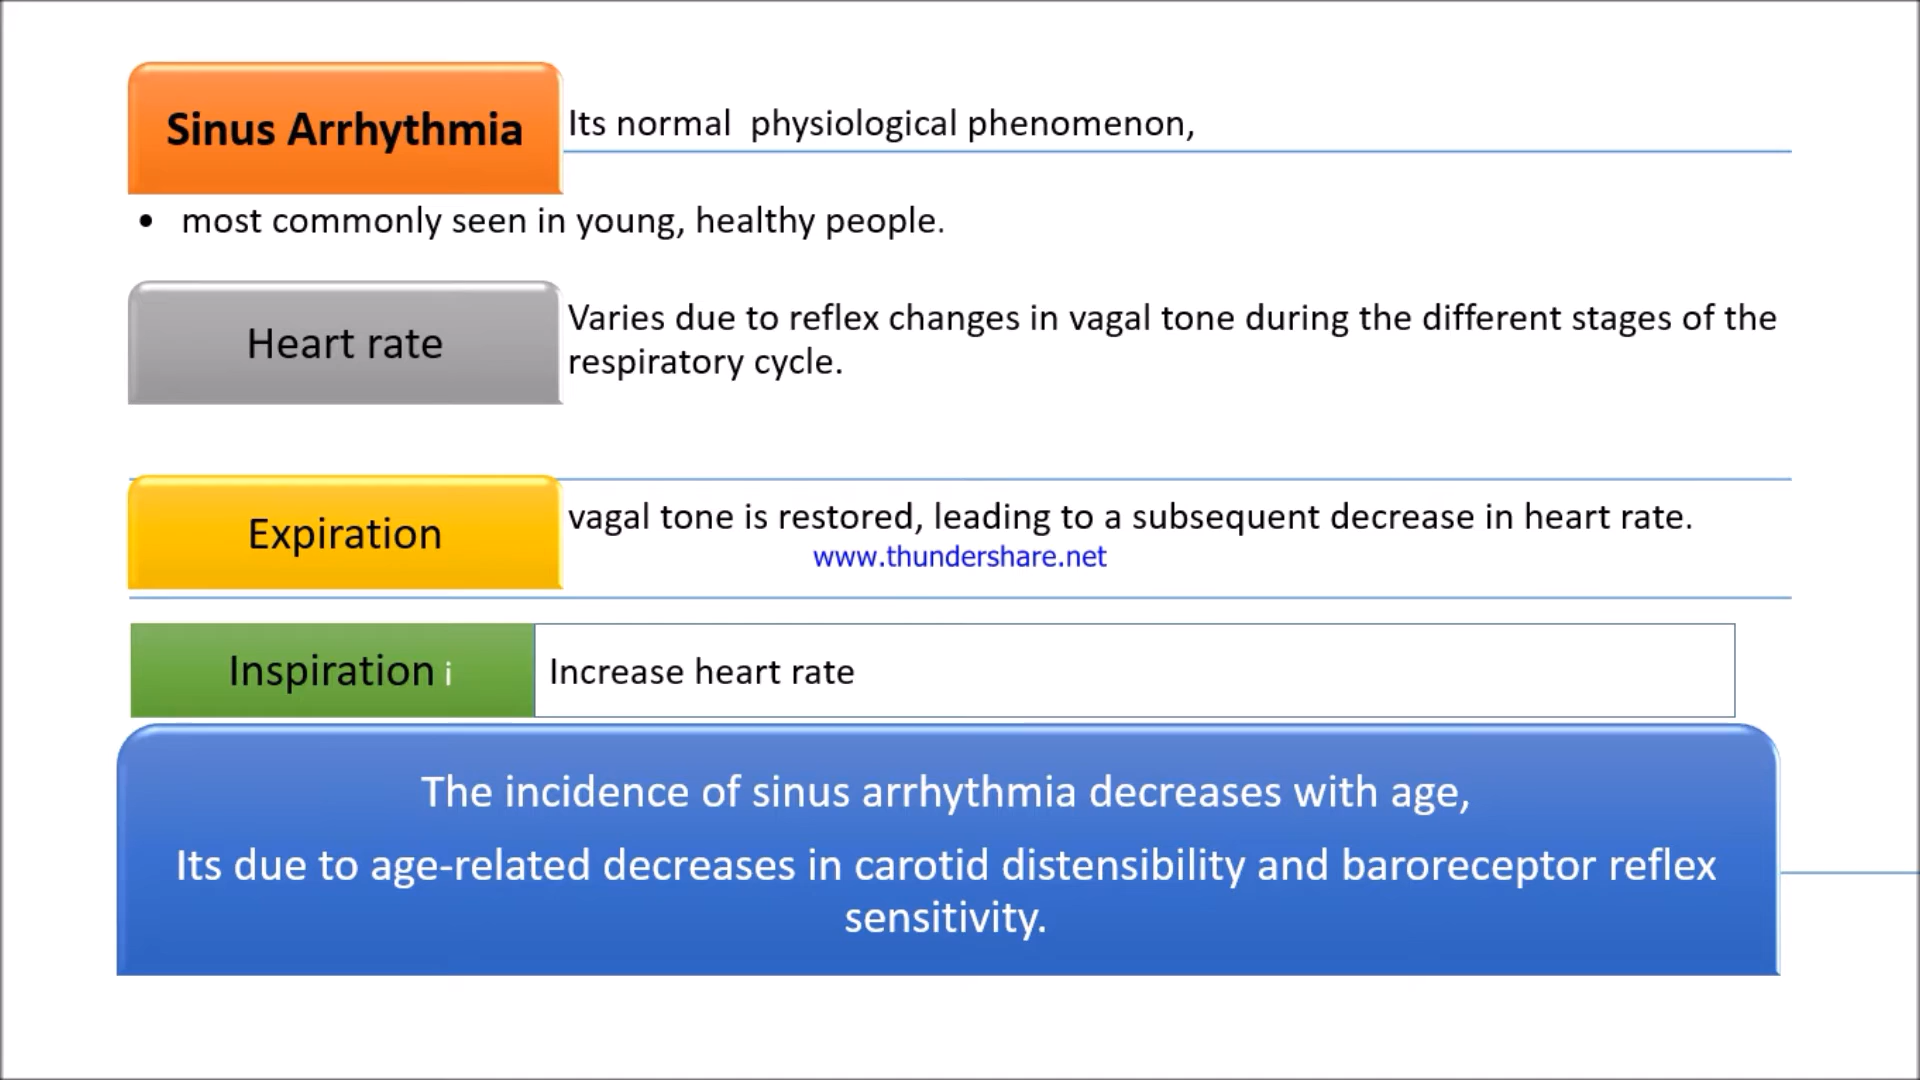 Sinus Arrhythmia
Its normal physiological phenomenon,
• most commonly seen in young, healthy people.
Heart rate
Varies due to reflex changes in vagal tone during the different stages of the
respiratory cycle.
Expiration
vagal tone is restored, leading to a subsequent decrease in heart rate.
www.thundershare.net
Inspiration i
Increase heart rate
The incidence of sinus arrhythmia decreases with age,
Its due to age-related decreases in carotid distensibility and baroreceptor reflex
sensitivity.